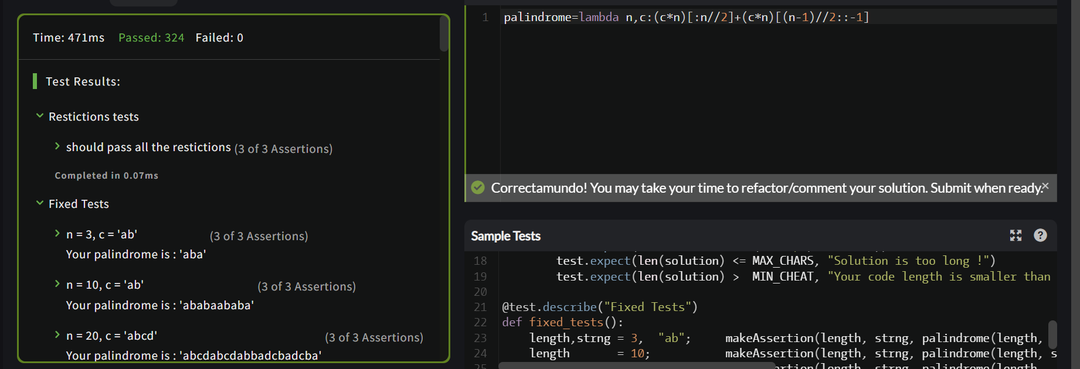 Time: 471ms Passed: 324 Failed: 0
Test Results:
Restictions tests
should pass all the restictions (3 of 3 Assertions)
Completed in 0.07ms
Fixed Tests
n = 3, c = 'ab' (3 of 3 Assertions)
Your palindrome is : 'aba'
n = 10, c = 'ab' (3 of 3 Assertions)
Your palindrome is : 'ababaababa'
n = 20, c = 'abcd' (3 of 3 Assertions)
Your palindrome is : 'abcdabcdabbadcbadcba'
1 palindrome=lambda n,c:(c*n)[:n//2]+(c*n)[(n-1)//2::-1]
Correctamundo! You may take your time to refactor/comment your solution. Submit when ready.
Sample Tests
18 test.expect(len(solution) <= MAX_CHARS, "Solution is too long !")
19 test.expect(len(solution) > MIN_CHEAT, "Your code length is smaller than
20
21 @test.describe("Fixed Tests")
22 def fixed_tests():
23 length,strng = 3, "ab"; makeAssertion(length, strng, palindrome(length,
24 length = 10; makeAssertion(length, strng, palindrome(length, s